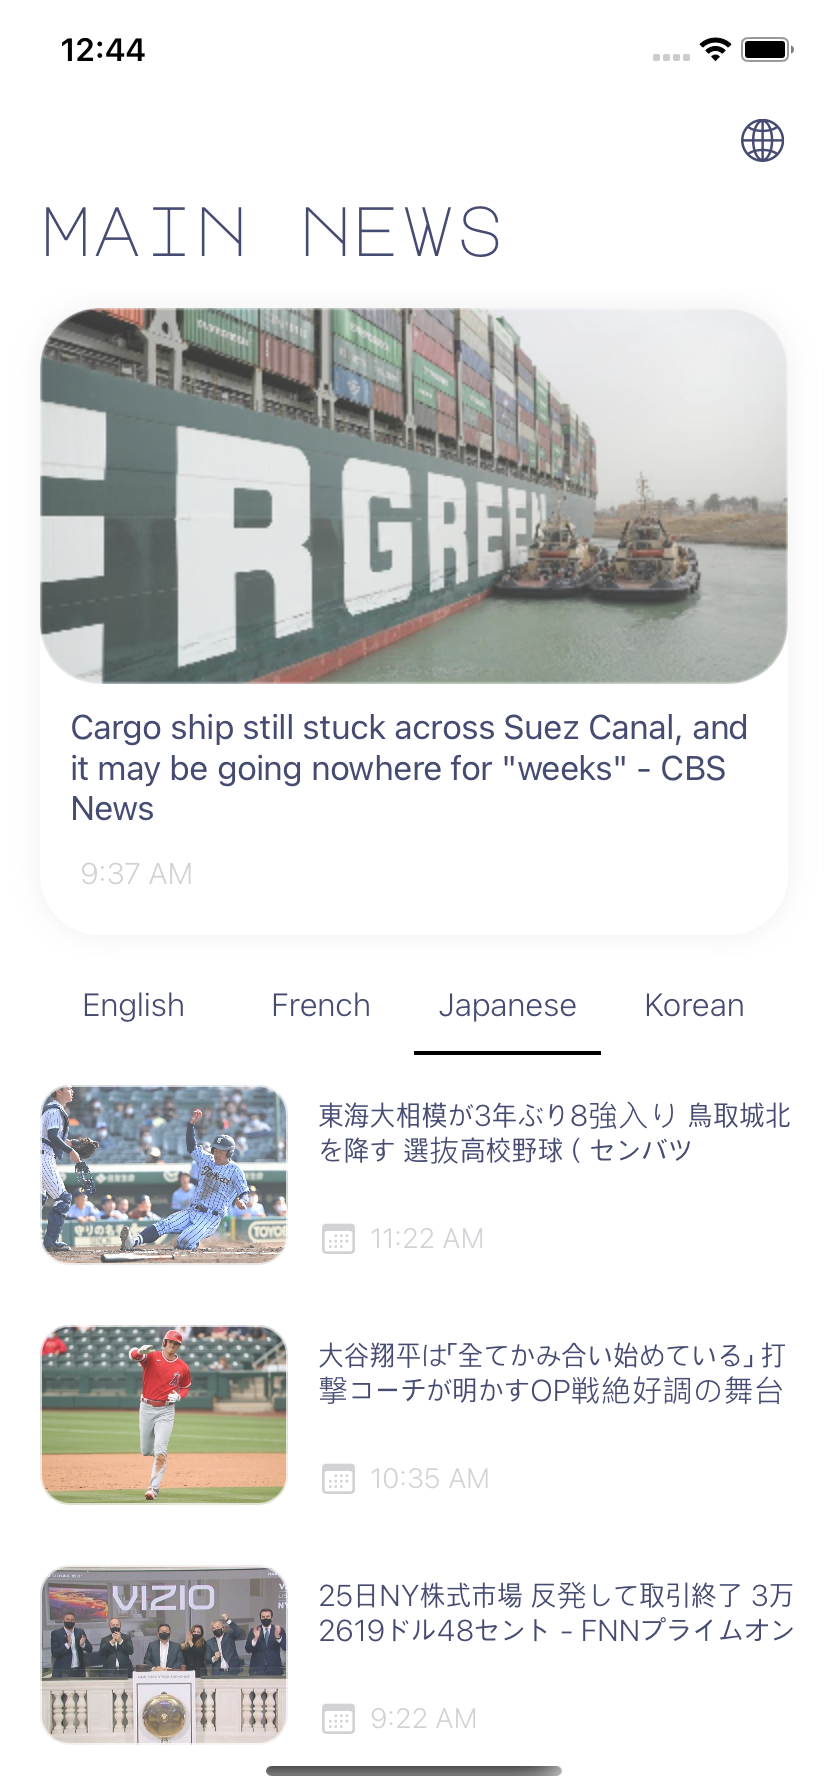 12:44
MAIN NEWS
ERGREEN
Cargo ship still stuck across Suez Canal, and
it may be going nowhere for "weeks" - CBS
News
9:37 AM
English French Japanese Korean
東海大相模が3年ぶり8強入り 鳥取城北
を降す 選抜高校野球 ( センバツ
11:22 AM
大谷翔平は「全てかみ合い始めている」打
撃コーチが明かすOP戦絶好調の舞台
10:35 AM
VIZIO
25日NY株式市場 反発して取引終了 3万
2619ドル48セント - FNNプライムオン
9:22 AM